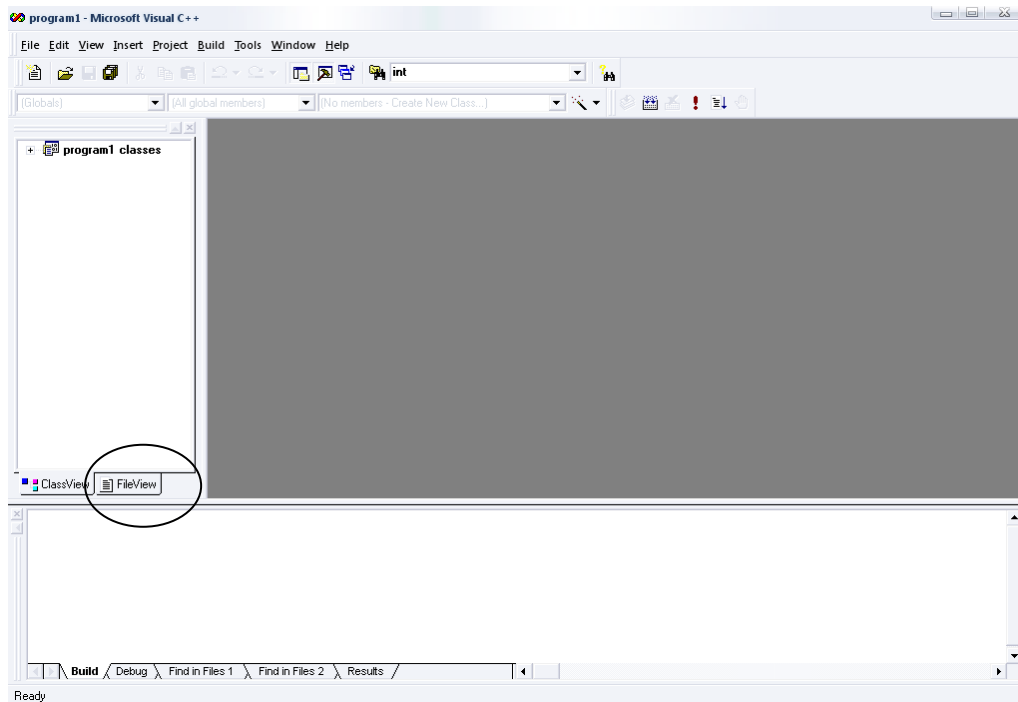 program1 - Microsoft Visual C++
File Edit View Insert Project Build Tools Window Help
int
(Globals) (All global members) (No members - Create New Class...)
program1 classes
ClassView FileView
Build Debug Find in Files 1 Find in Files 2 Results
Ready